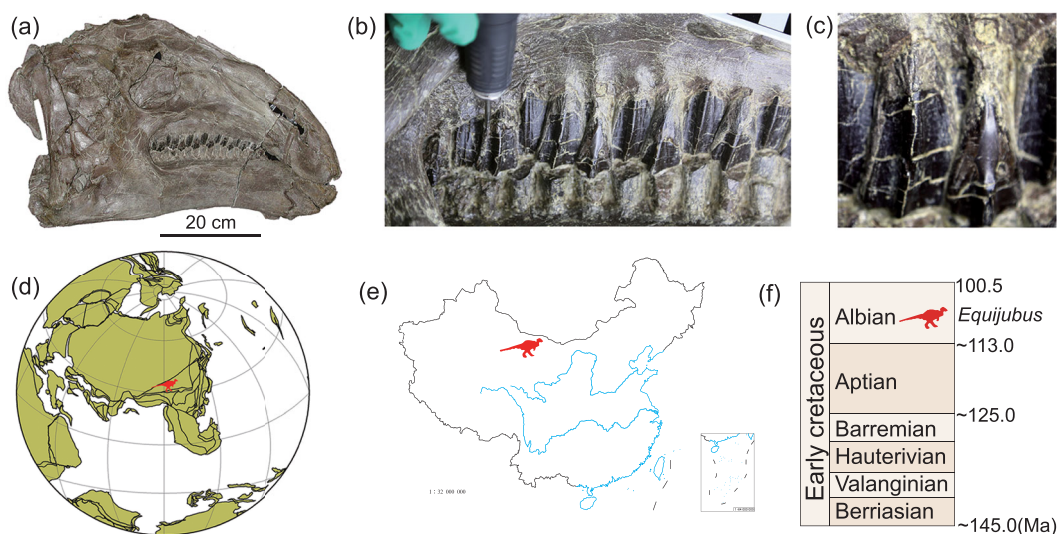 (a)
(b)
(c)
20 cm
(d)
(e)
1∶32 000 000
(f)
Early cretaceous
Albian
Aptian
Barremian
Hauterivian
Valanginian
Berriasian
100.5
Equijubus
~113.0
~125.0
~145.0(Ma)